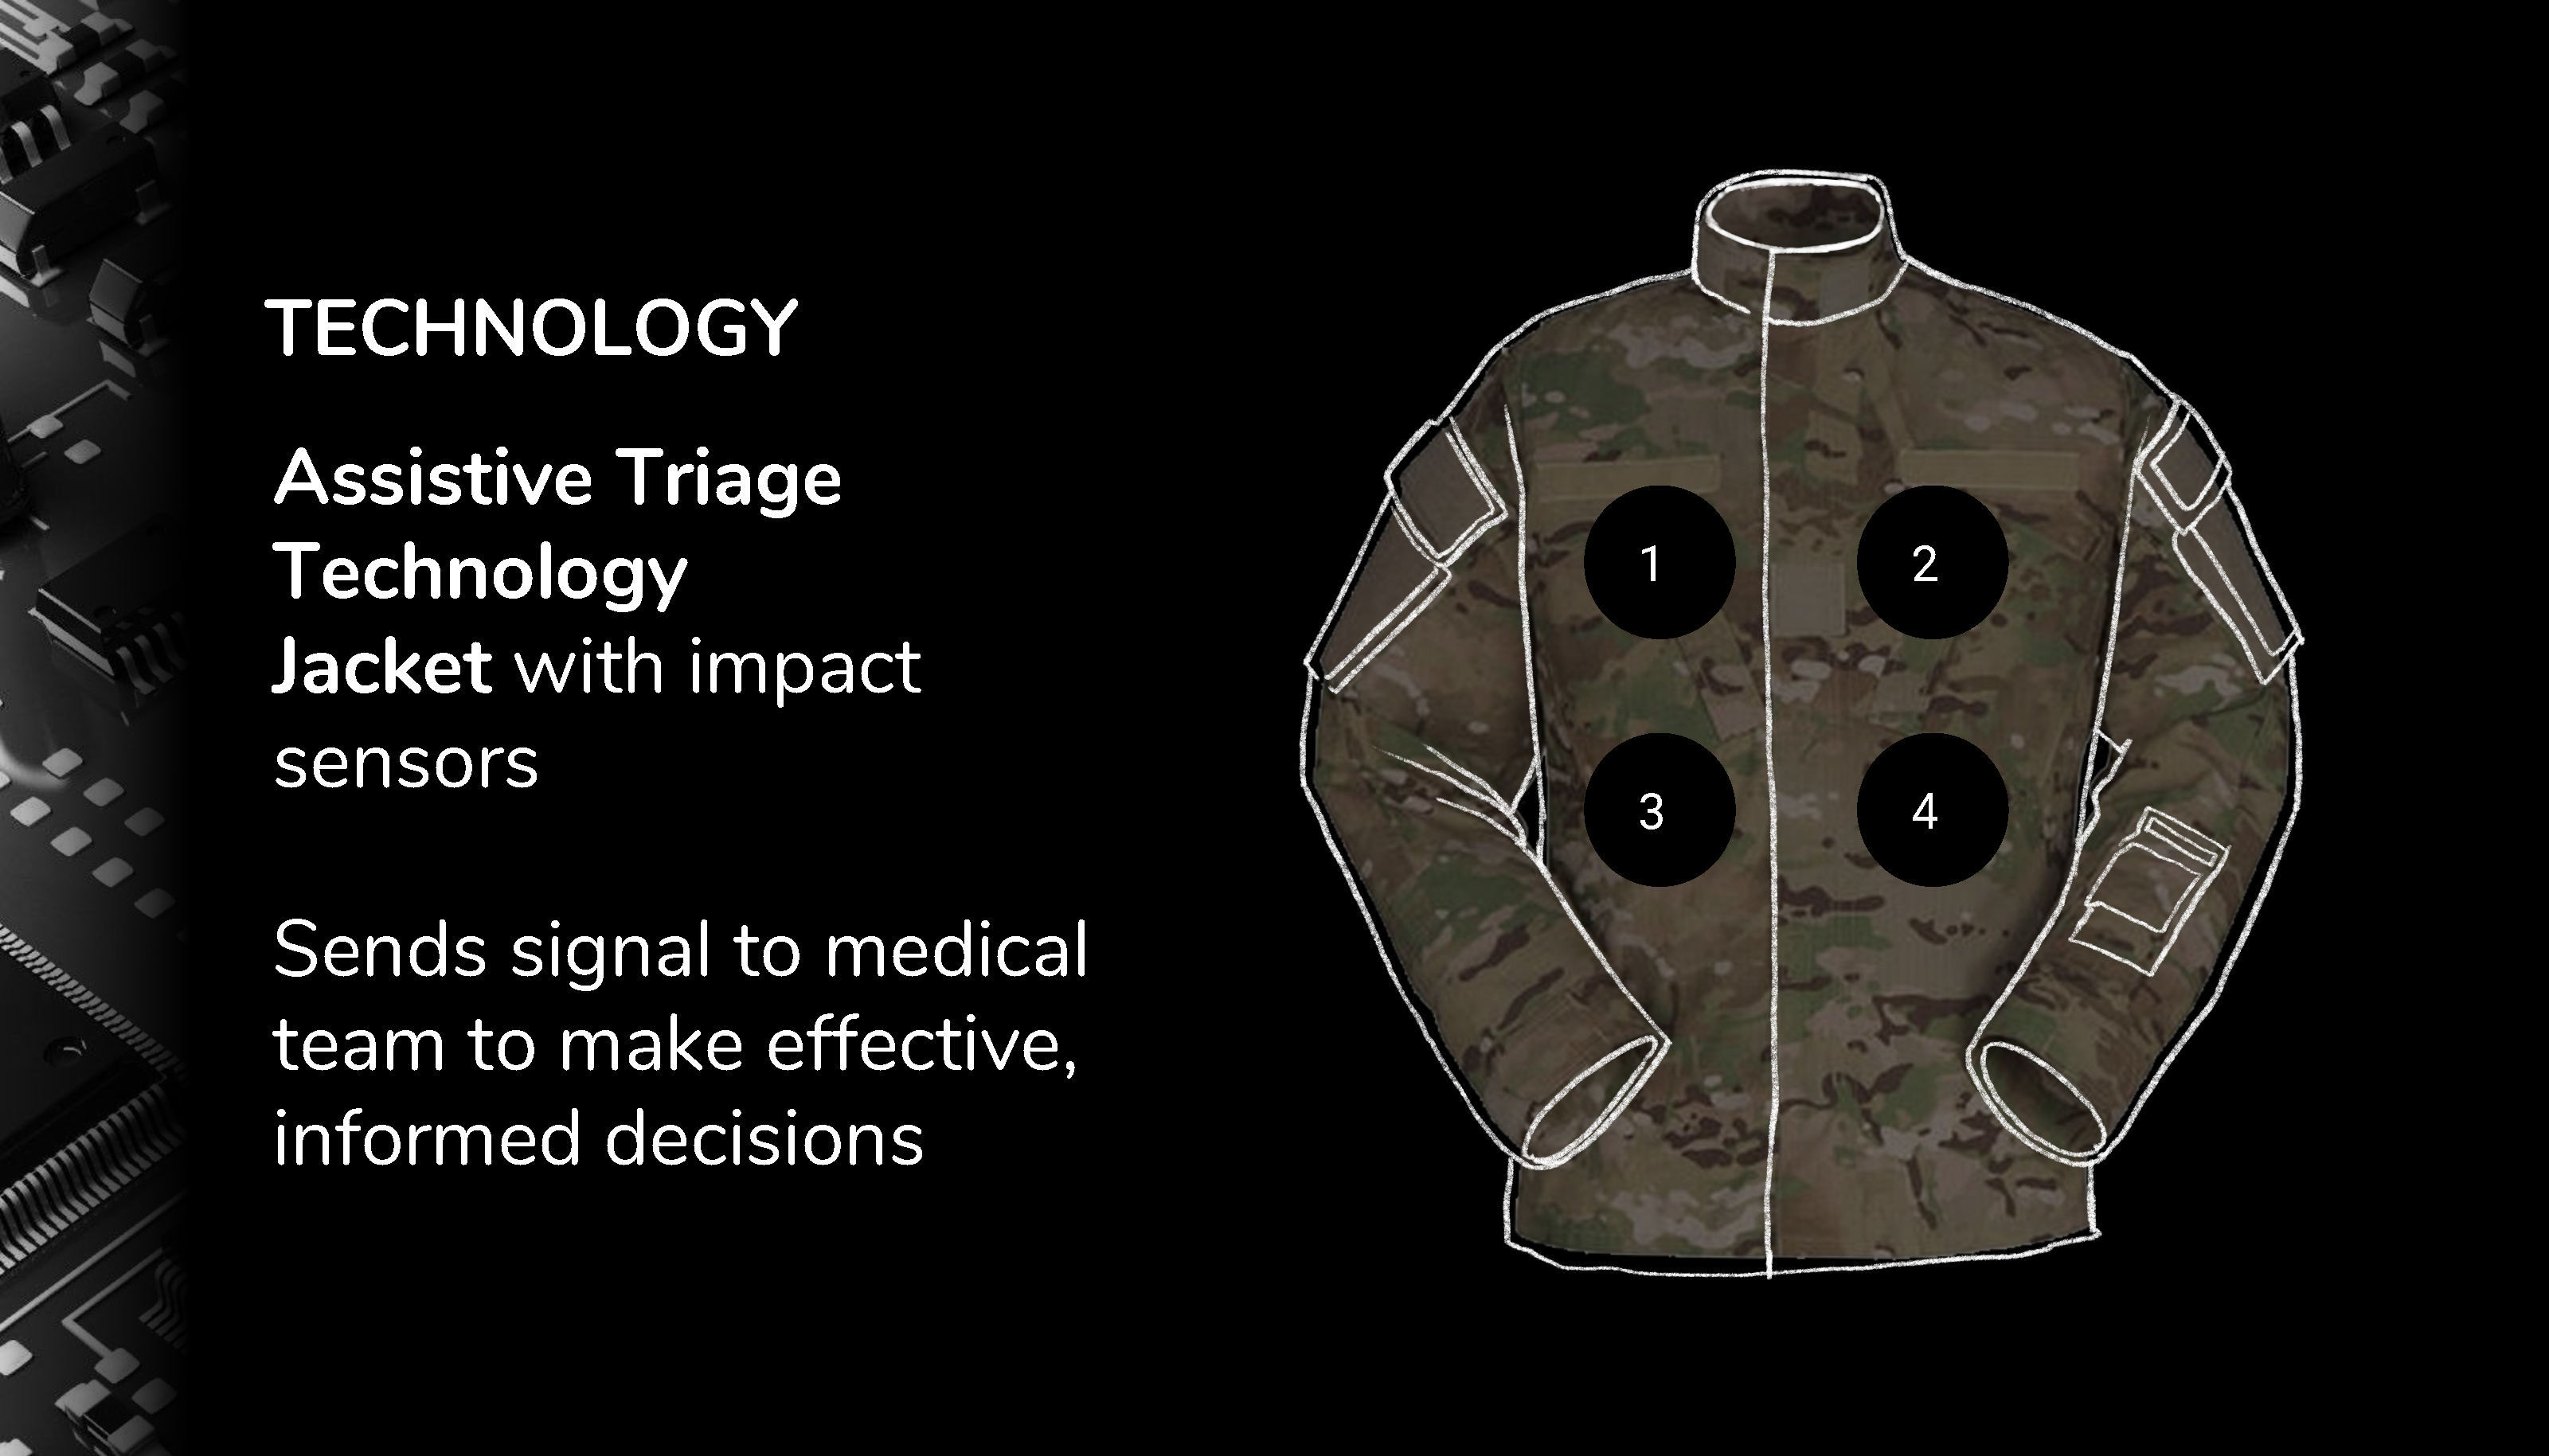 TECHNOLOGY
Assistive Triage
Technology
Jacket with impact
sensors
Sends signal to medical
team to make effective,
informed decisions
1
2
3
4